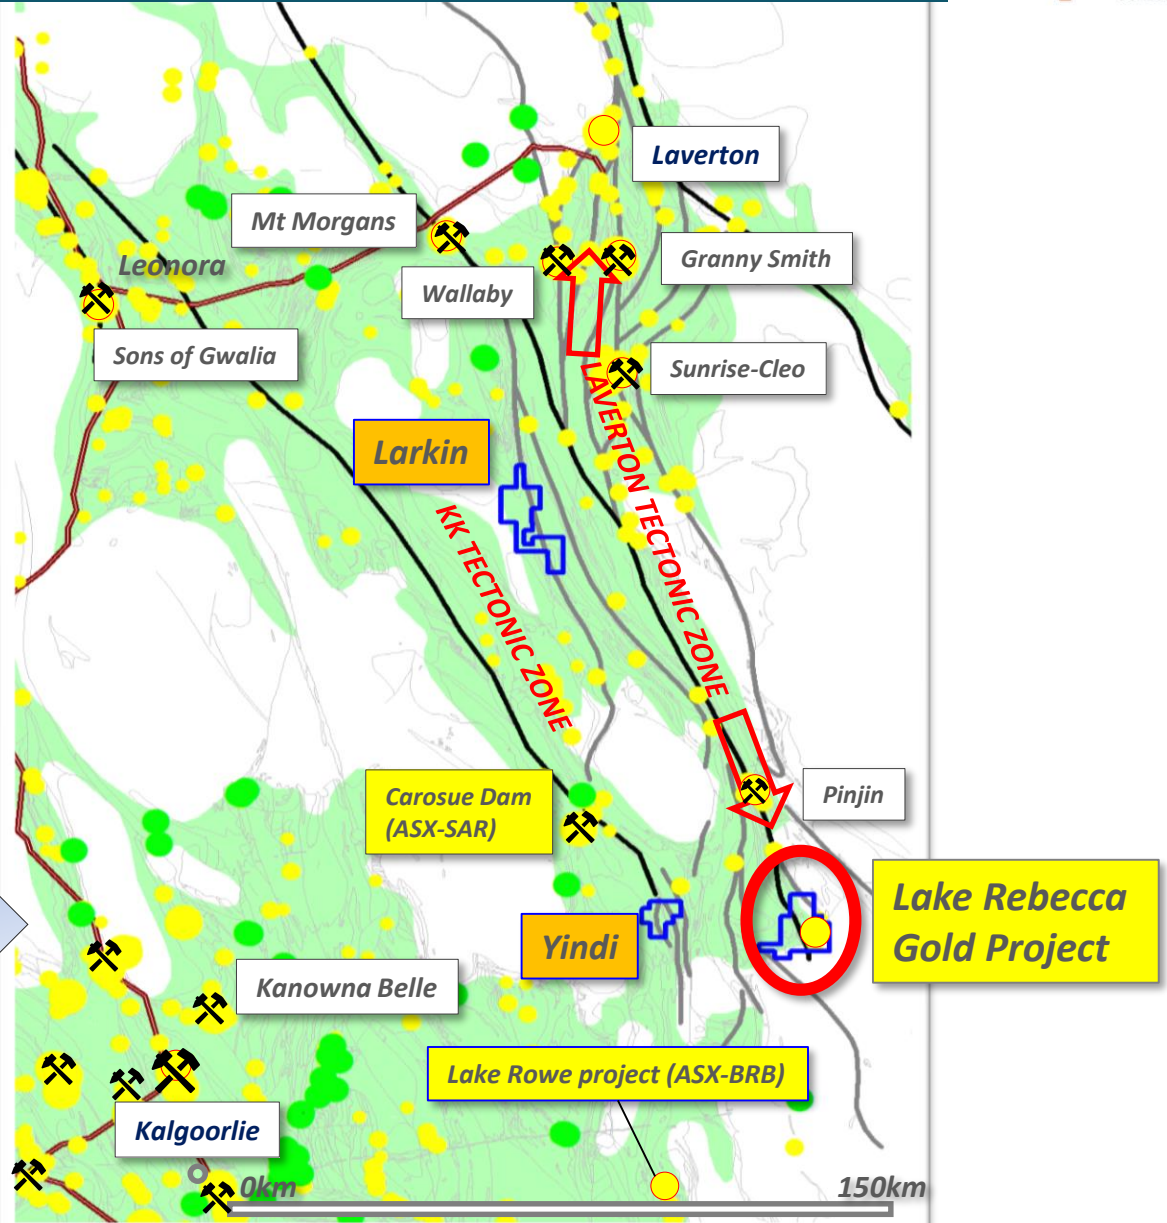 Laverton
Mt Morgans
Granny Smith
Leonora
Wallaby
Sons of Gwalia
Sunrise-Cleo
LAVERTON TECTONIC ZONE
Larkin
KK TECTONIC ZONE
Carosue Dam
(ASX-SAR)
Pinjin
Lake Rebecca
Gold Project
Yindi
Kanowna Belle
Lake Rowe project (ASX-BRB)
Kalgoorlie
0km
150km